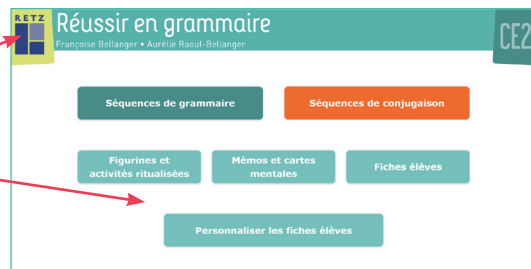 RETZ
Réussir en grammaire
Françoise Bellanger • Aurélie Raoul-Bellanger
CE2
Séquences de grammaire
Séquences de conjugaison
Figurines et
activités ritualisées
Mémos et cartes
mentales
Fiches élèves
Personnaliser les fiches élèves